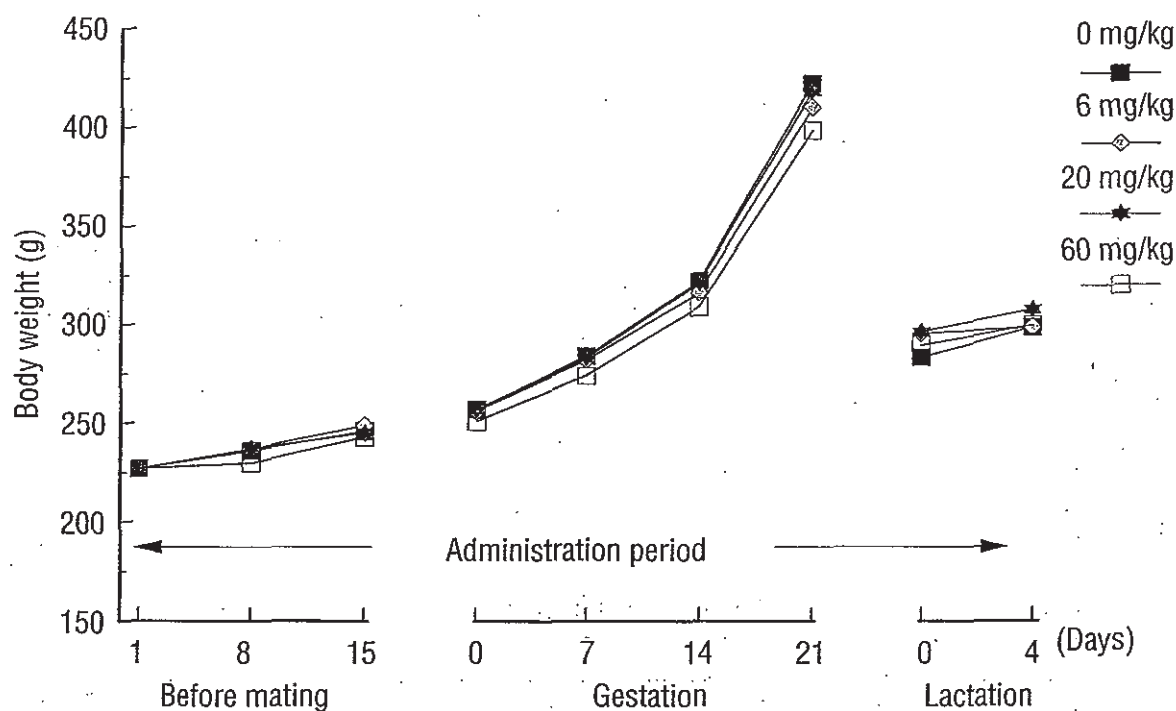 450
400
350
300
250
200
150
Body weight (g)
0 mg/kg
6 mg/kg
20 mg/kg
60 mg/kg
Administration period
1 8 15 0 7 14 21 0 4 (Days)
Before mating Gestation Lactation